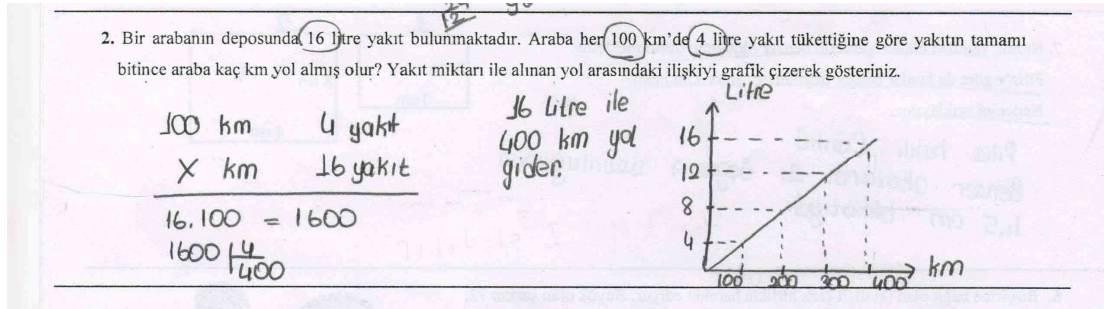 2. Bir arabanın deposunda 16 litre yakıt bulunmaktadır. Araba her 100 km'de 4 litre yakıt tükettiğine göre yakıtın tamamı
bitince araba kaç km yol almış olur? Yakıt miktarı ile alınan yol arasındaki ilişkiyi grafik çizerek gösteriniz.
100 km 4 yakıt
X km 16 yakıt
16.100 = 1600
1600 4
400
16 Litre ile
400 km yol
gider.
Litre
16
12
8
4
100 200 300 400 km